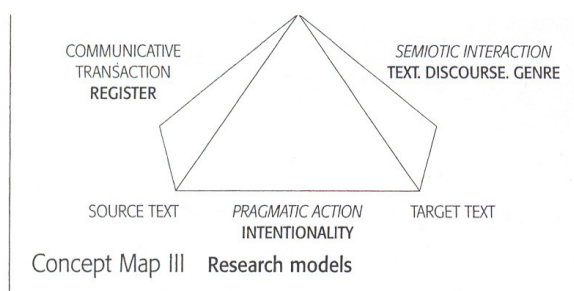 COMMUNICATIVE
TRANSACTION
REGISTER
SEMIOTIC INTERACTION
TEXT. DISCOURSE. GENRE
SOURCE TEXT
PRAGMATIC ACTION
INTENTIONALITY
TARGET TEXT
Concept Map III Research models